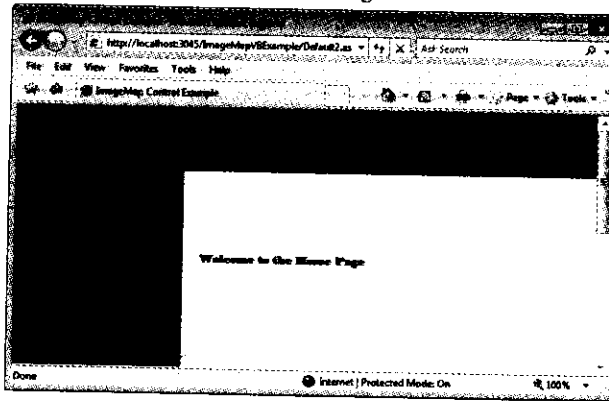 http://localhost:3045/ImageMapVBExample/Default2.as
Ask Search
File Edit View Favorites Tools Help
ImageMap Control Example
Page Tools
Welcome to the Home Page
Done
Internet | Protected Mode: On
100%